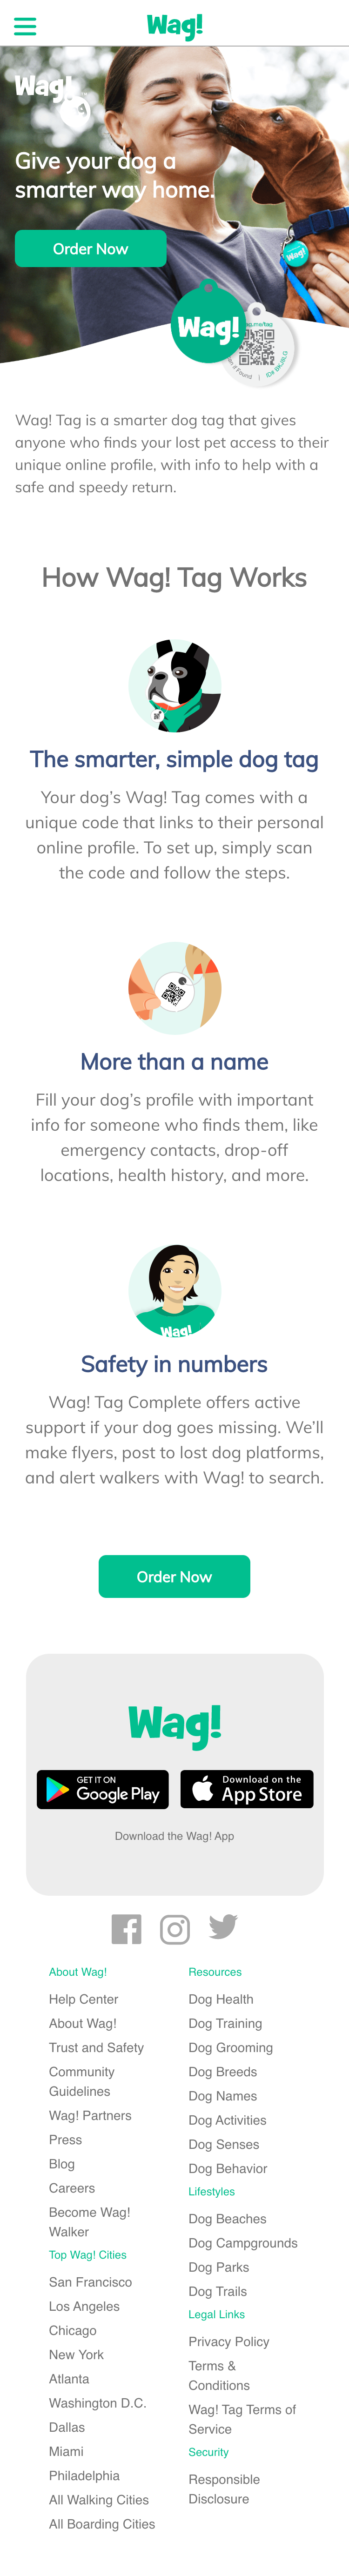 Wag!
Wag!
Give your dog a
smarter way home.
Order Now
Wag!
Wag!
Wag! Tag is a smarter dog tag that gives
anyone who finds your lost pet access to their
unique online profile, with info to help with a
safe and speedy return.
How Wag! Tag Works
The smarter, simple dog tag
Your dog’s Wag! Tag comes with a
unique code that links to their personal
online profile. To set up, simply scan
the code and follow the steps.
More than a name
Fill your dog’s profile with important
info for someone who finds them, like
emergency contacts, drop-off
locations, health history, and more.
Wag!
Safety in numbers
Wag! Tag Complete offers active
support if your dog goes missing. We’ll
make flyers, post to lost dog platforms,
and alert walkers with Wag! to search.
Order Now
Wag!
GET IT ON
Google Play
Download on the
App Store
Download the Wag! App
About Wag!
Help Center
About Wag!
Trust and Safety
Community
Guidelines
Wag! Partners
Press
Blog
Careers
Become Wag!
Walker
Top Wag! Cities
San Francisco
Los Angeles
Chicago
New York
Atlanta
Washington D.C.
Dallas
Miami
Philadelphia
All Walking Cities
All Boarding Cities
Resources
Dog Health
Dog Training
Dog Grooming
Dog Breeds
Dog Names
Dog Activities
Dog Senses
Dog Behavior
Lifestyles
Dog Beaches
Dog Campgrounds
Dog Parks
Dog Trails
Legal Links
Privacy Policy
Terms &
Conditions
Wag! Tag Terms of
Service
Security
Responsible
Disclosure